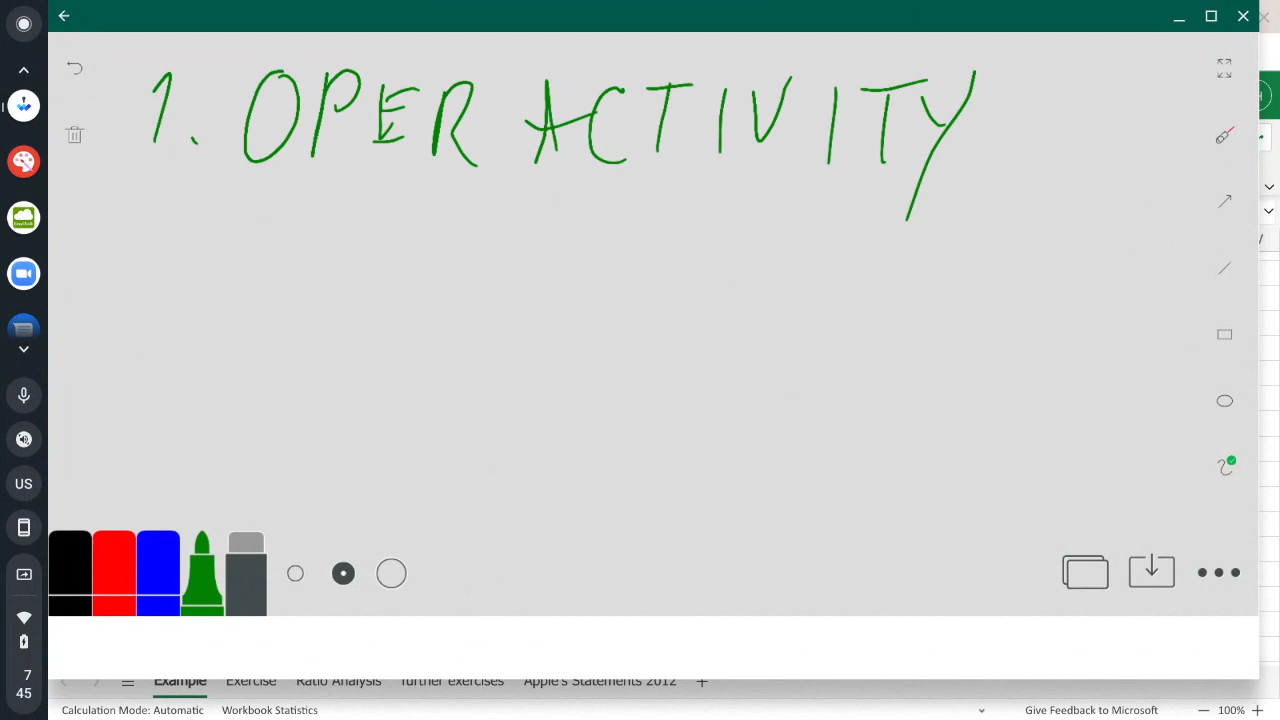 1. OPER ACTIVITY
US
7
45
Example Exercise Ratio Analysis further exercises Apple's Statements 2012
Calculation Mode: Automatic Workbook Statistics Give Feedback to Microsoft 100%